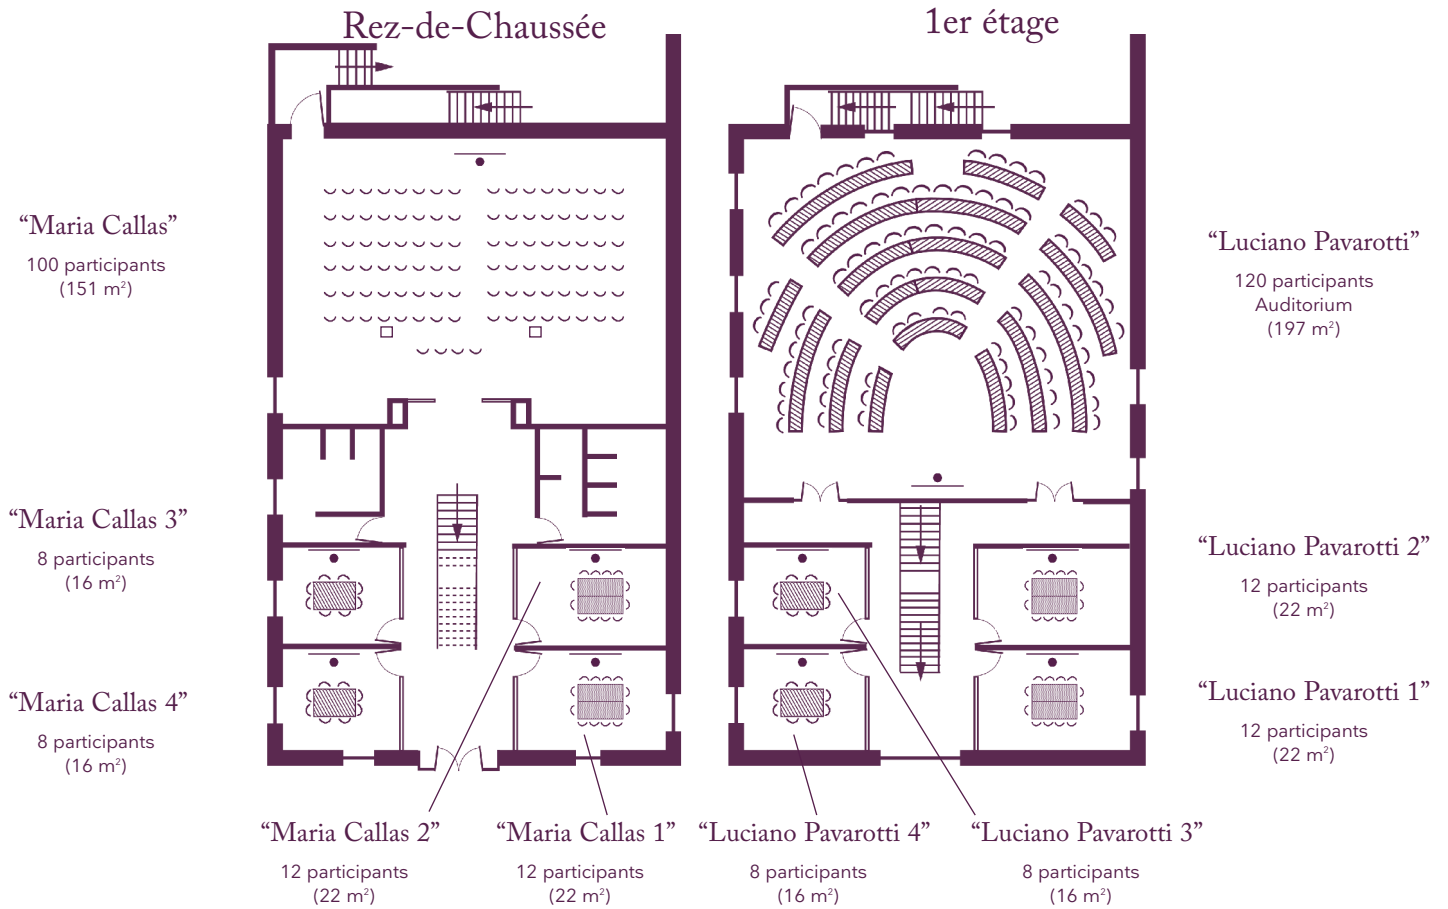 Rez-de-Chaussée
1er étage
“Maria Callas”
100 participants
(151 m²)
“Luciano Pavarotti”
120 participants
Auditorium
(197 m²)
“Maria Callas 3”
8 participants
(16 m²)
“Luciano Pavarotti 2”
12 participants
(22 m²)
“Maria Callas 4”
8 participants
(16 m²)
“Luciano Pavarotti 1”
12 participants
(22 m²)
“Maria Callas 2”
12 participants
(22 m²)
“Maria Callas 1”
12 participants
(22 m²)
“Luciano Pavarotti 4”
8 participants
(16 m²)
“Luciano Pavarotti 3”
8 participants
(16 m²)